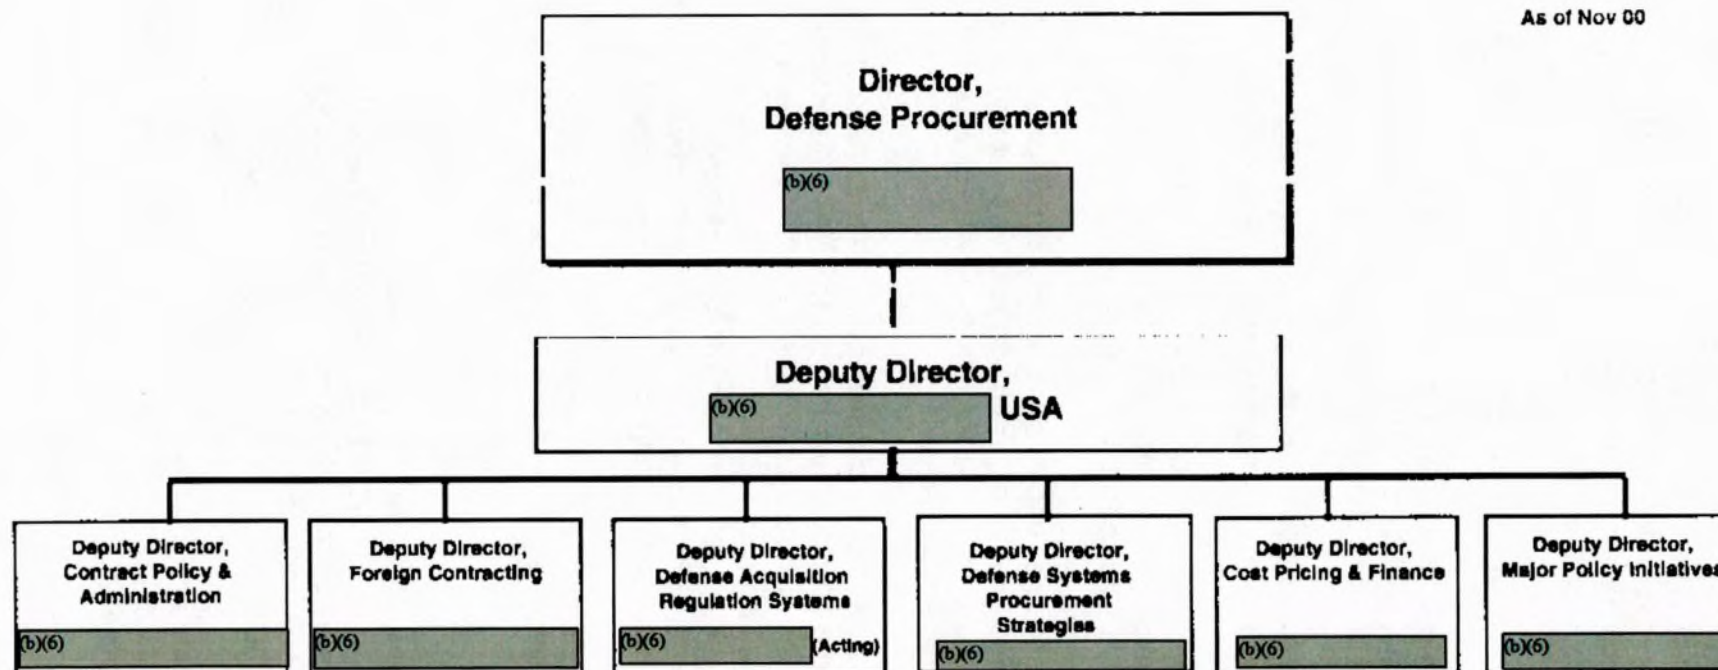 As of Nov 00
Director,
Defense Procurement
(b)(6)
Deputy Director,
(b)(6) USA
Deputy Director,
Contract Policy &
Administration
(b)(6)
Deputy Director,
Foreign Contracting
(b)(6)
Deputy Director,
Defense Acquisition
Regulation Systems
(b)(6) (Acting)
Deputy Director,
Defense Systems
Procurement
Strategies
(b)(6)
Deputy Director,
Cost Pricing & Finance
(b)(6)
Deputy Director,
Major Policy Initiatives
(b)(6)